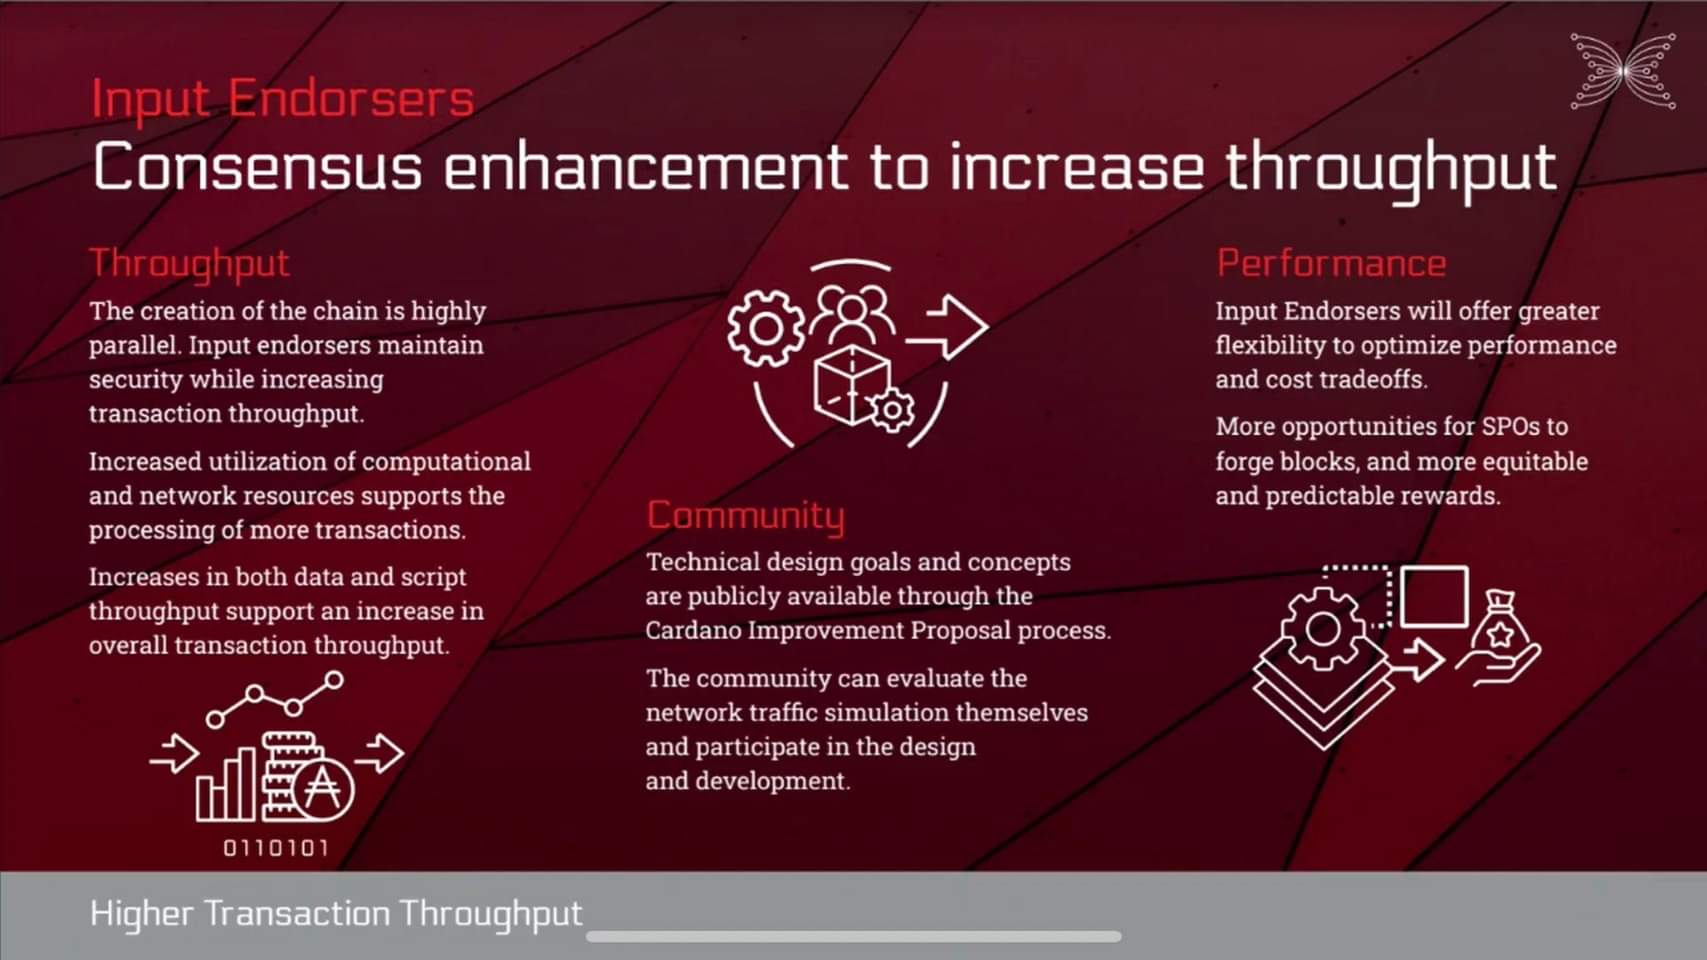 Input Endorsers
Consensus enhancement to increase throughput
Throughput
The creation of the chain is highly
parallel. Input endorsers maintain
security while increasing
transaction throughput.
Increased utilization of computational
and network resources supports the
processing of more transactions.
Increases in both data and script
throughput support an increase in
overall transaction throughput.
0110101
Community
Technical design goals and concepts
are publicly available through the
Cardano Improvement Proposal process.
The community can evaluate the
network traffic simulation themselves
and participate in the design
and development.
Performance
Input Endorsers will offer greater
flexibility to optimize performance
and cost tradeoffs.
More opportunities for SPOs to
forge blocks, and more equitable
and predictable rewards.
Higher Transaction Throughput